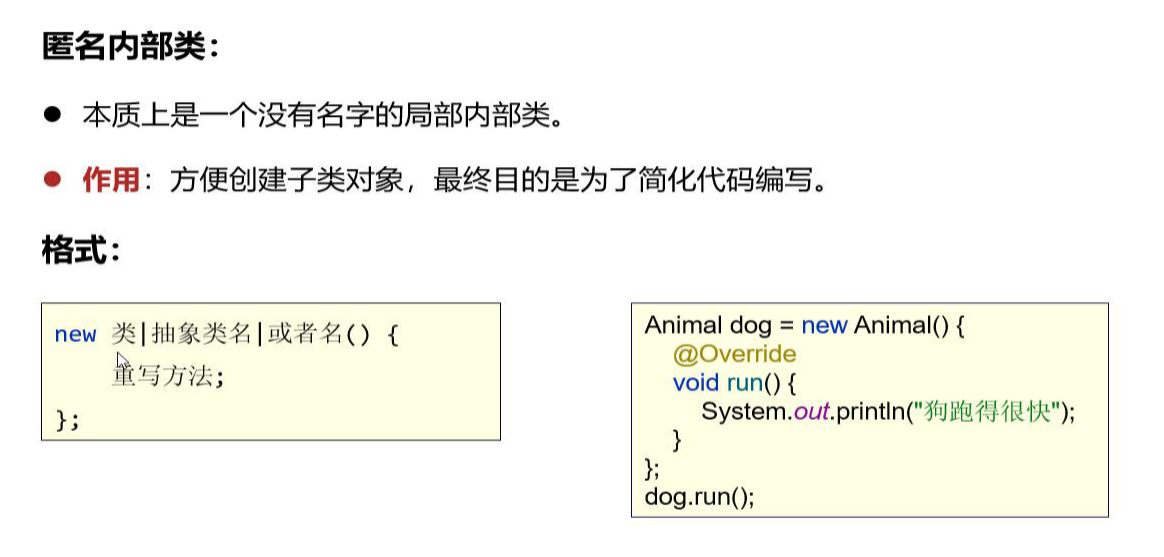 匿名内部类：
● 本质上是一个没有名字的局部内部类。
● 作用：方便创建子类对象，最终目的是为了简化代码编写。
格式：
new 类|抽象类名|或者名() {
重写方法;
};
Animal dog = new Animal() {
@Override
void run() {
System.out.println("狗跑得很快");
}
};
dog.run();